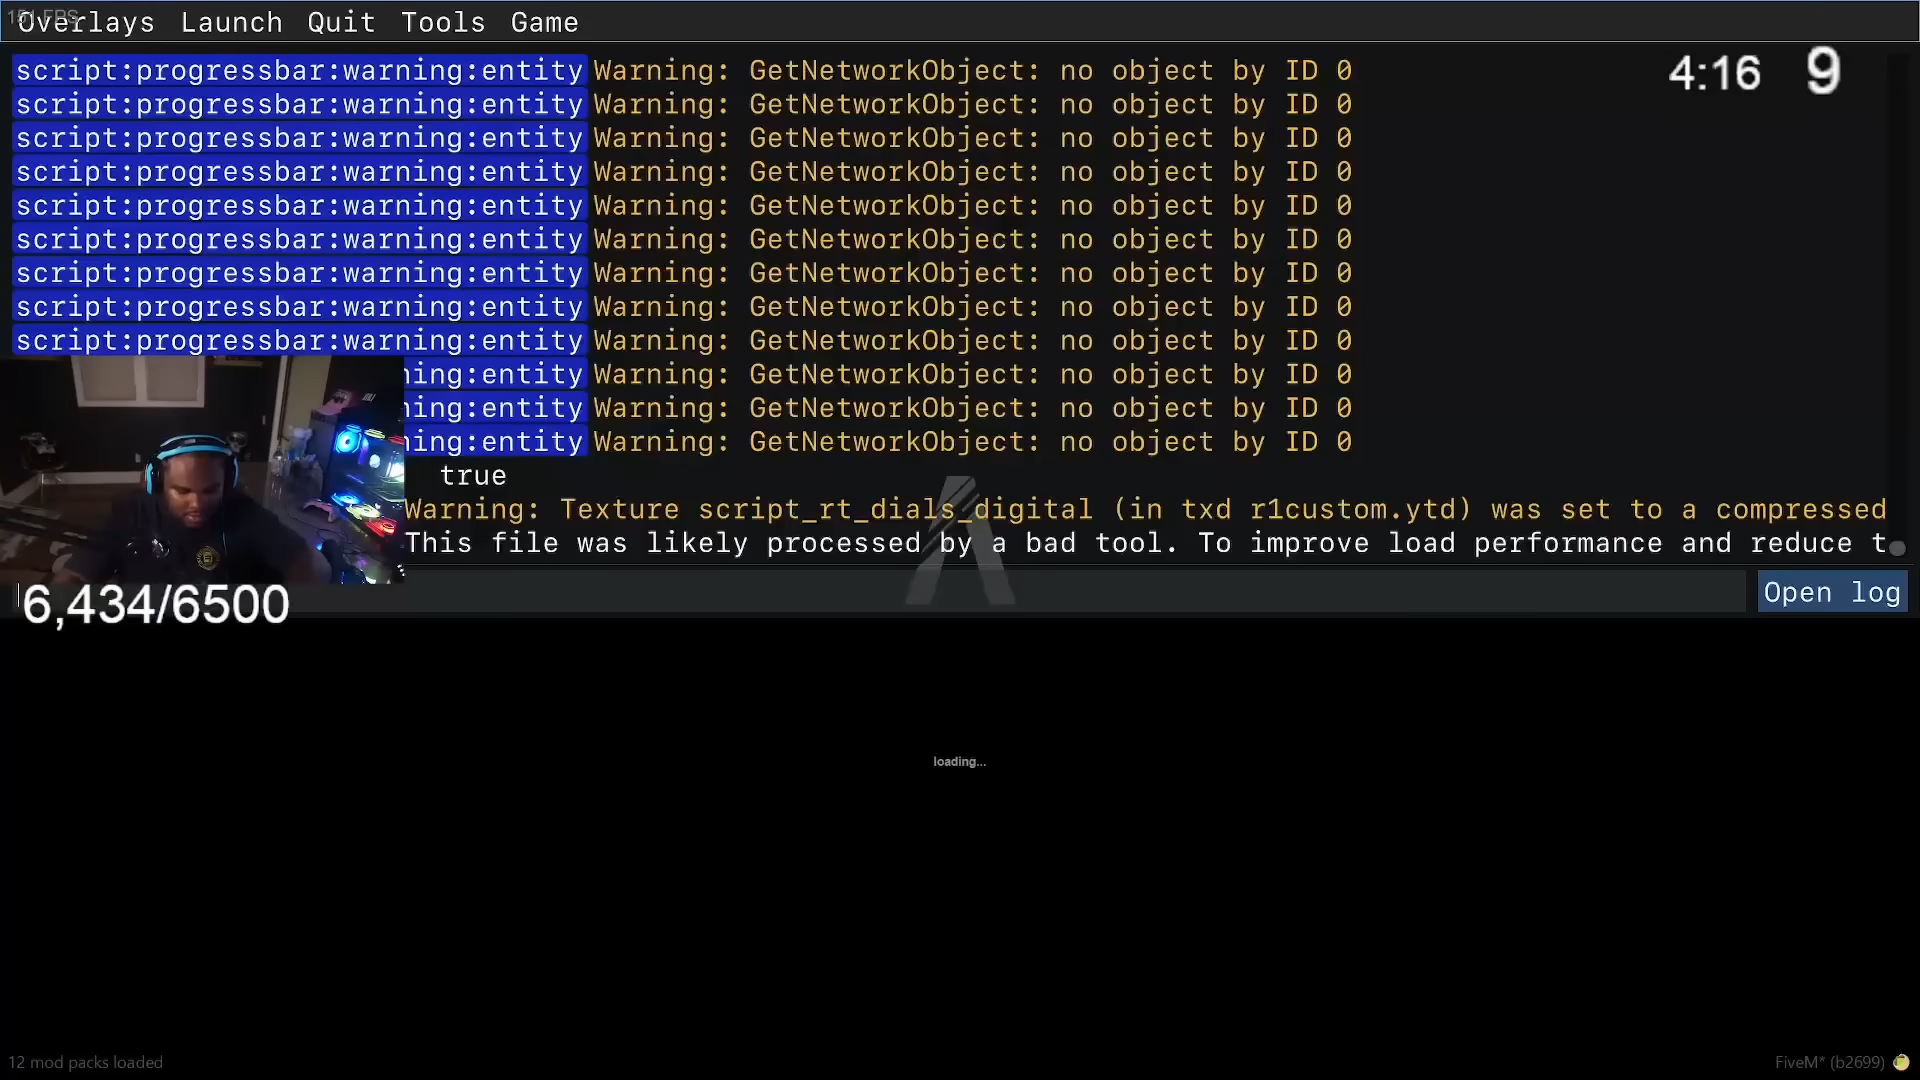 151 FPS
Overlays Launch Quit Tools Game
script:progressbar:warning:entity Warning: GetNetworkObject: no object by ID 0
4:16 9
script:progressbar:warning:entity Warning: GetNetworkObject: no object by ID 0
script:progressbar:warning:entity Warning: GetNetworkObject: no object by ID 0
script:progressbar:warning:entity Warning: GetNetworkObject: no object by ID 0
script:progressbar:warning:entity Warning: GetNetworkObject: no object by ID 0
script:progressbar:warning:entity Warning: GetNetworkObject: no object by ID 0
script:progressbar:warning:entity Warning: GetNetworkObject: no object by ID 0
script:progressbar:warning:entity Warning: GetNetworkObject: no object by ID 0
script:progressbar:warning:entity Warning: GetNetworkObject: no object by ID 0
ning:entity Warning: GetNetworkObject: no object by ID 0
ning:entity Warning: GetNetworkObject: no object by ID 0
ning:entity Warning: GetNetworkObject: no object by ID 0
true
Warning: Texture script_rt_dials_digital (in txd r1custom.ytd) was set to a compressed
This file was likely processed by a bad tool. To improve load performance and reduce t
6,434/6500
Open log
loading...
12 mod packs loaded
FiveM* (b2699)